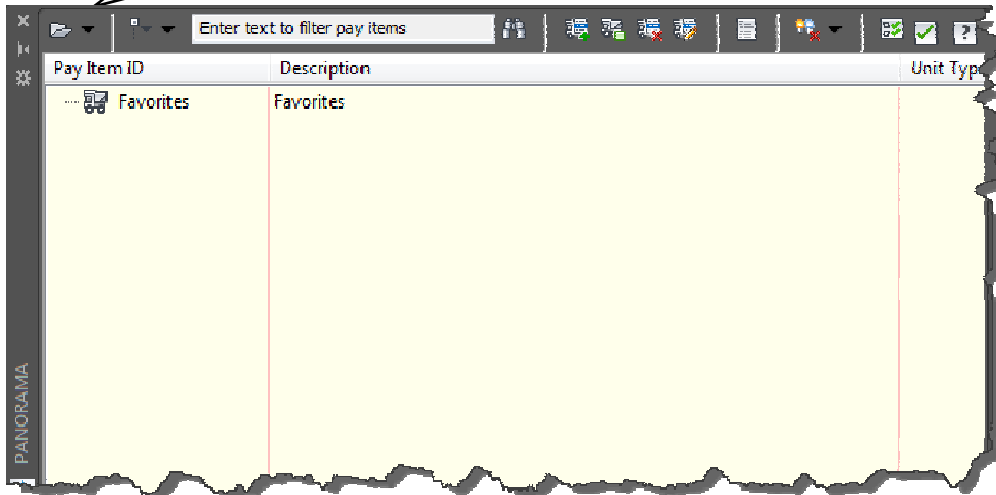 Enter text to filter pay items
Pay Item ID Description Unit Typ
Favorites Favorites
PANORAMA